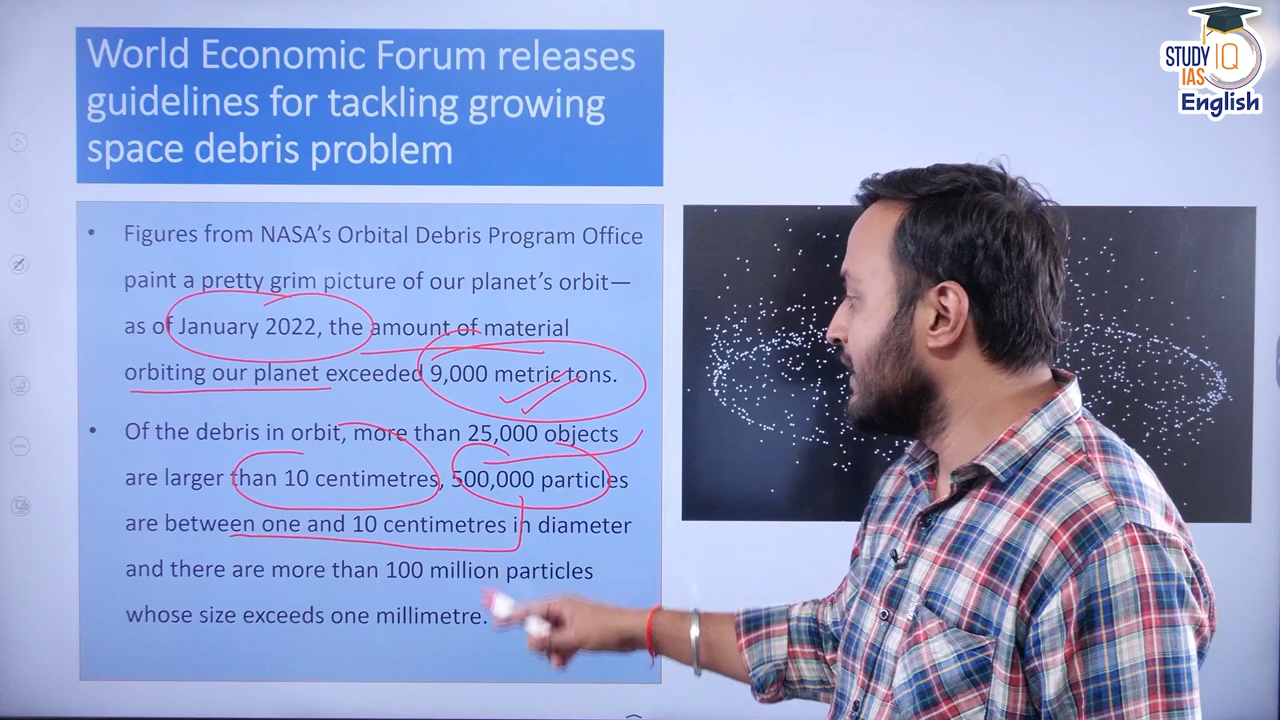 World Economic Forum releases
guidelines for tackling growing
space debris problem
• Figures from NASA’s Orbital Debris Program Office
paint a pretty grim picture of our planet’s orbit—
as of January 2022, the amount of material
orbiting our planet exceeded 9,000 metric tons.
• Of the debris in orbit, more than 25,000 objects
are larger than 10 centimetres, 500,000 particles
are between one and 10 centimetres in diameter
and there are more than 100 million particles
whose size exceeds one millimetre.
STUDY IQ
IAS
English